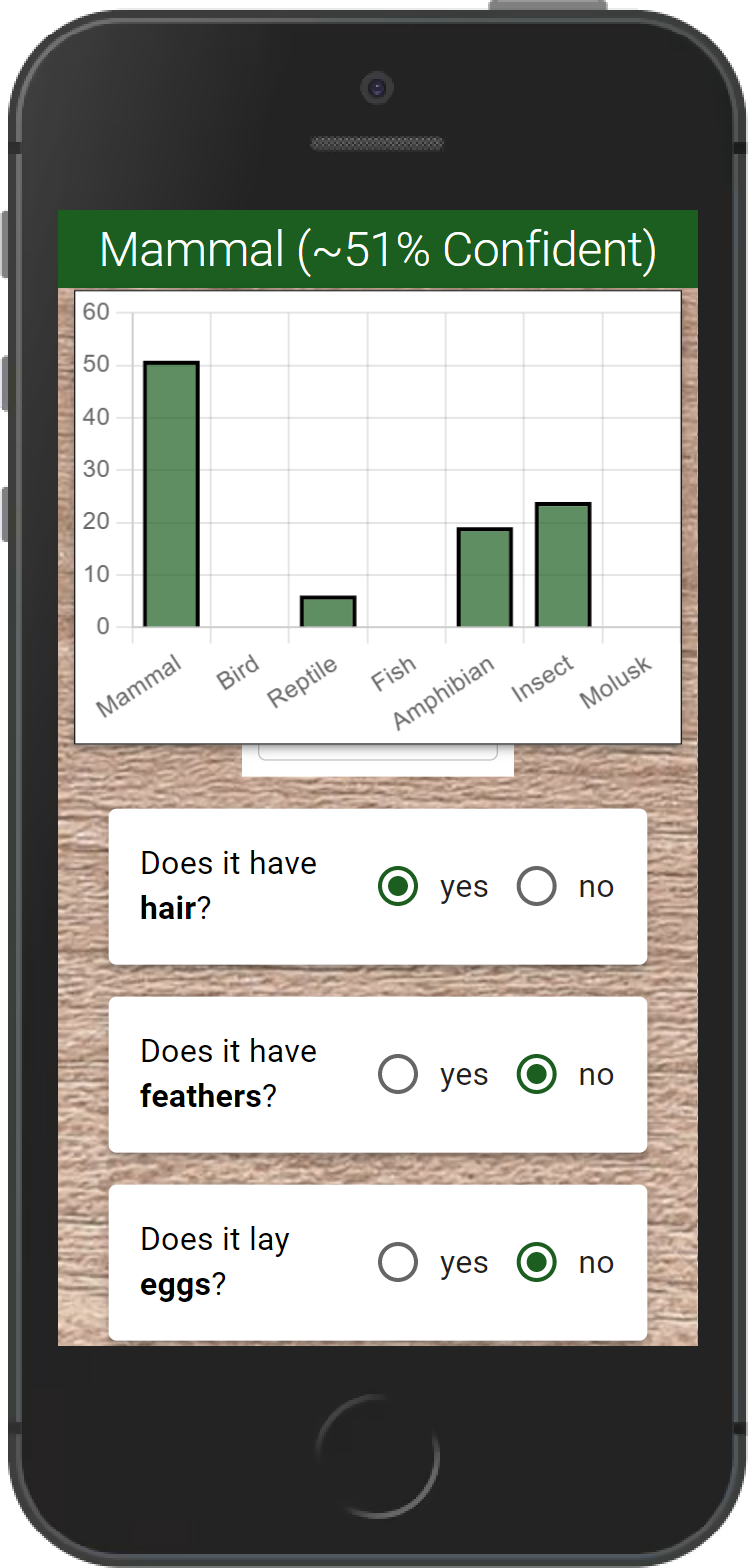 Mammal (~51% Confident)
60
50
40
30
20
10
0
Mammal
Bird
Reptile
Fish
Amphibian
Insect
Molusk
Does it have
hair?
yes
no
Does it have
feathers?
yes
no
Does it lay
eggs?
yes
no